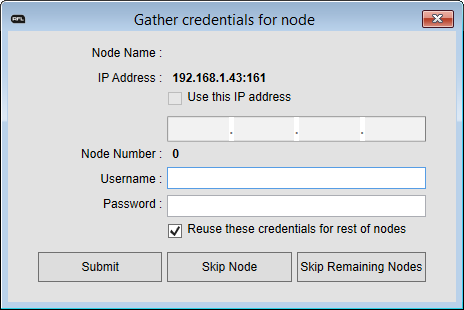 RFL
Gather credentials for node
Node Name :
IP Address : 192.168.1.43:161
Use this IP address
. . .
Node Number : 0
Username :
Password :
Reuse these credentials for rest of nodes
Submit Skip Node Skip Remaining Nodes